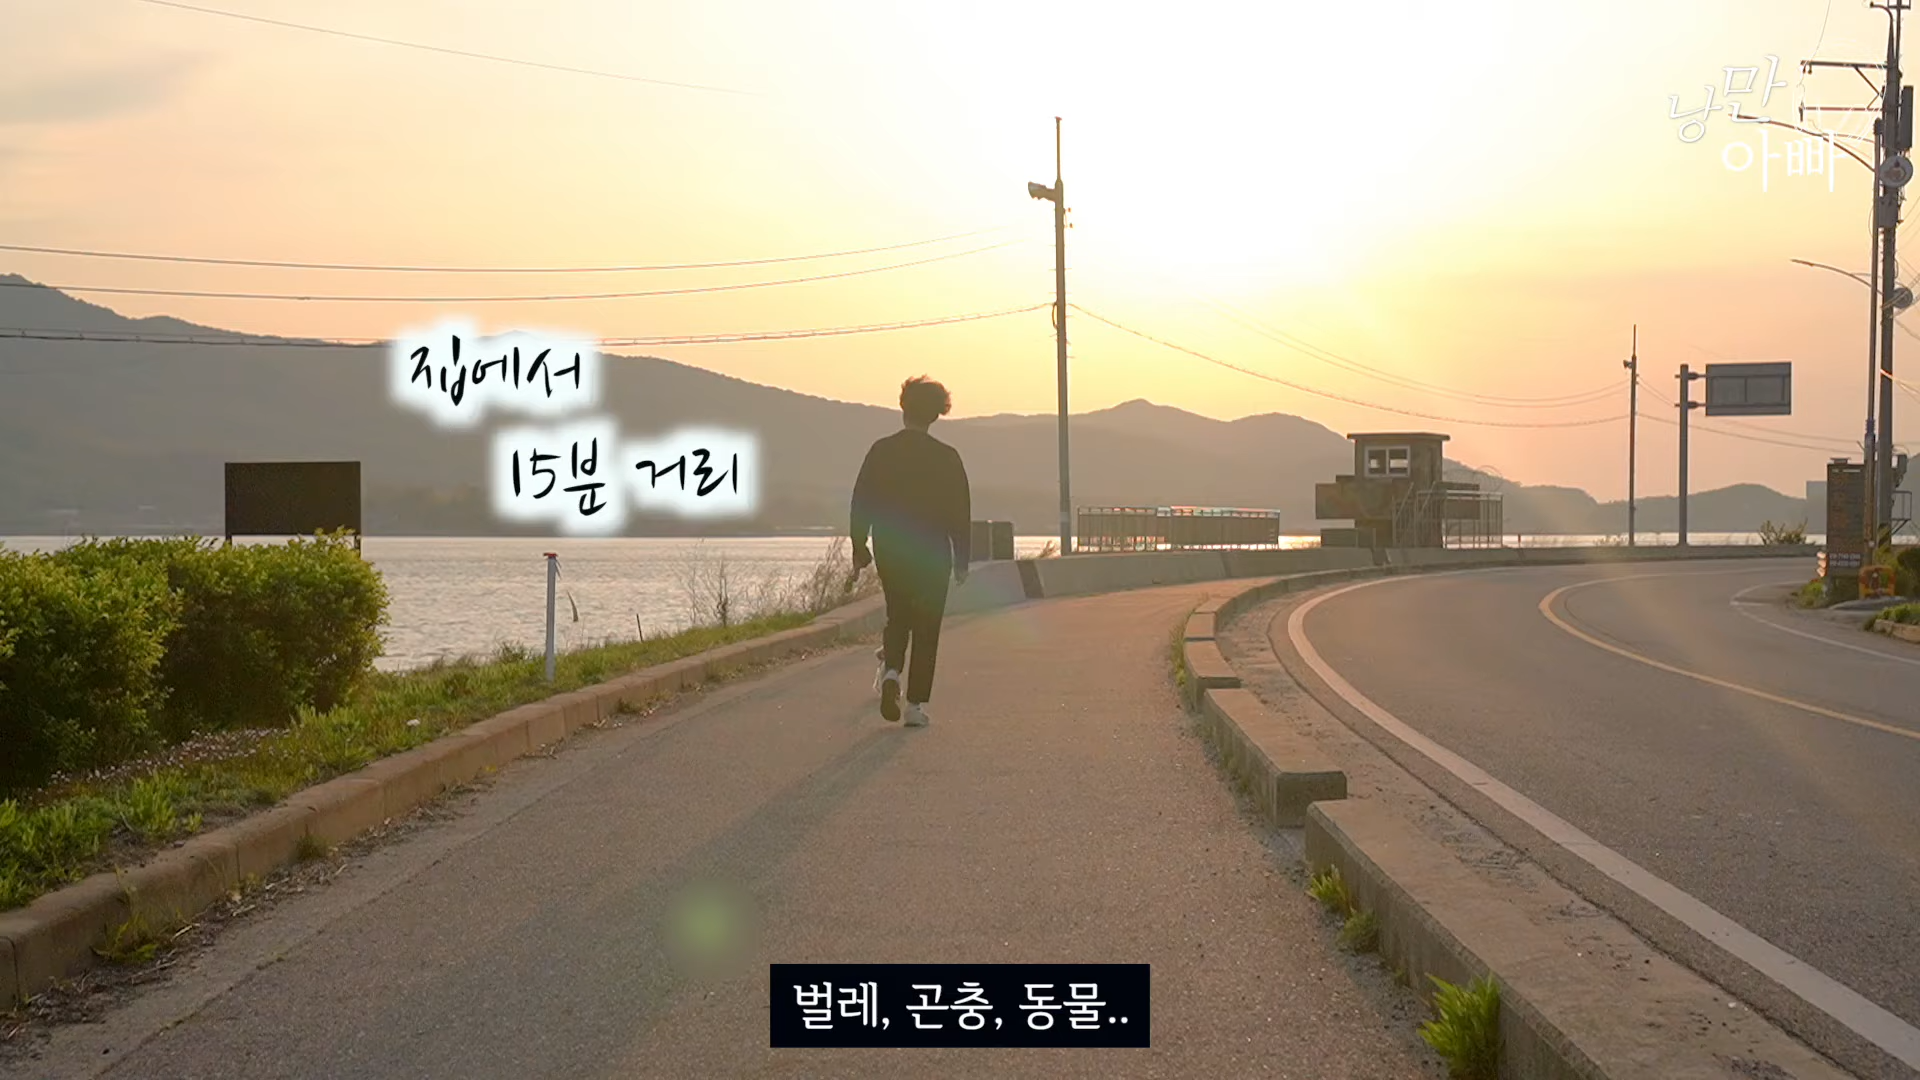 낭만
아빠
집에서
15분 거리
벌레, 곤충, 동물..